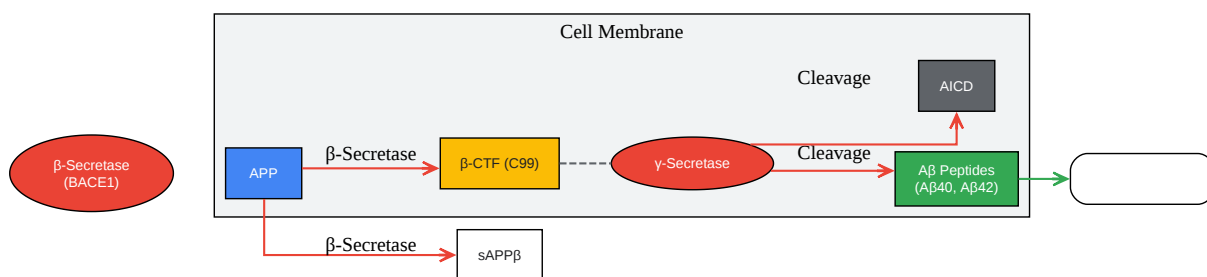 Cell Membrane
Cleavage
AICD
β-Secretase
(BACE1)
APP
β-Secretase
β-CTF (C99)
γ-Secretase
Cleavage
Aβ Peptides
(Aβ40, Aβ42)
β-Secretase
sAPPβ